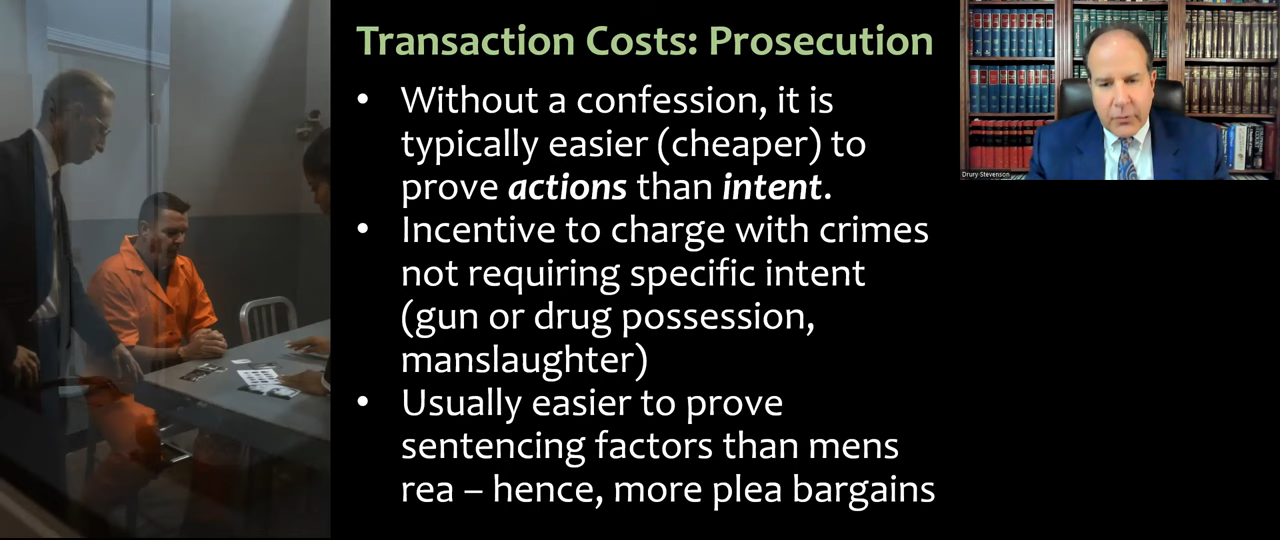 Transaction Costs: Prosecution
• Without a confession, it is
typically easier (cheaper) to
prove actions than intent.
• Incentive to charge with crimes
not requiring specific intent
(gun or drug possession,
manslaughter)
• Usually easier to prove
sentencing factors than mens
rea – hence, more plea bargains
Drury Stevenson